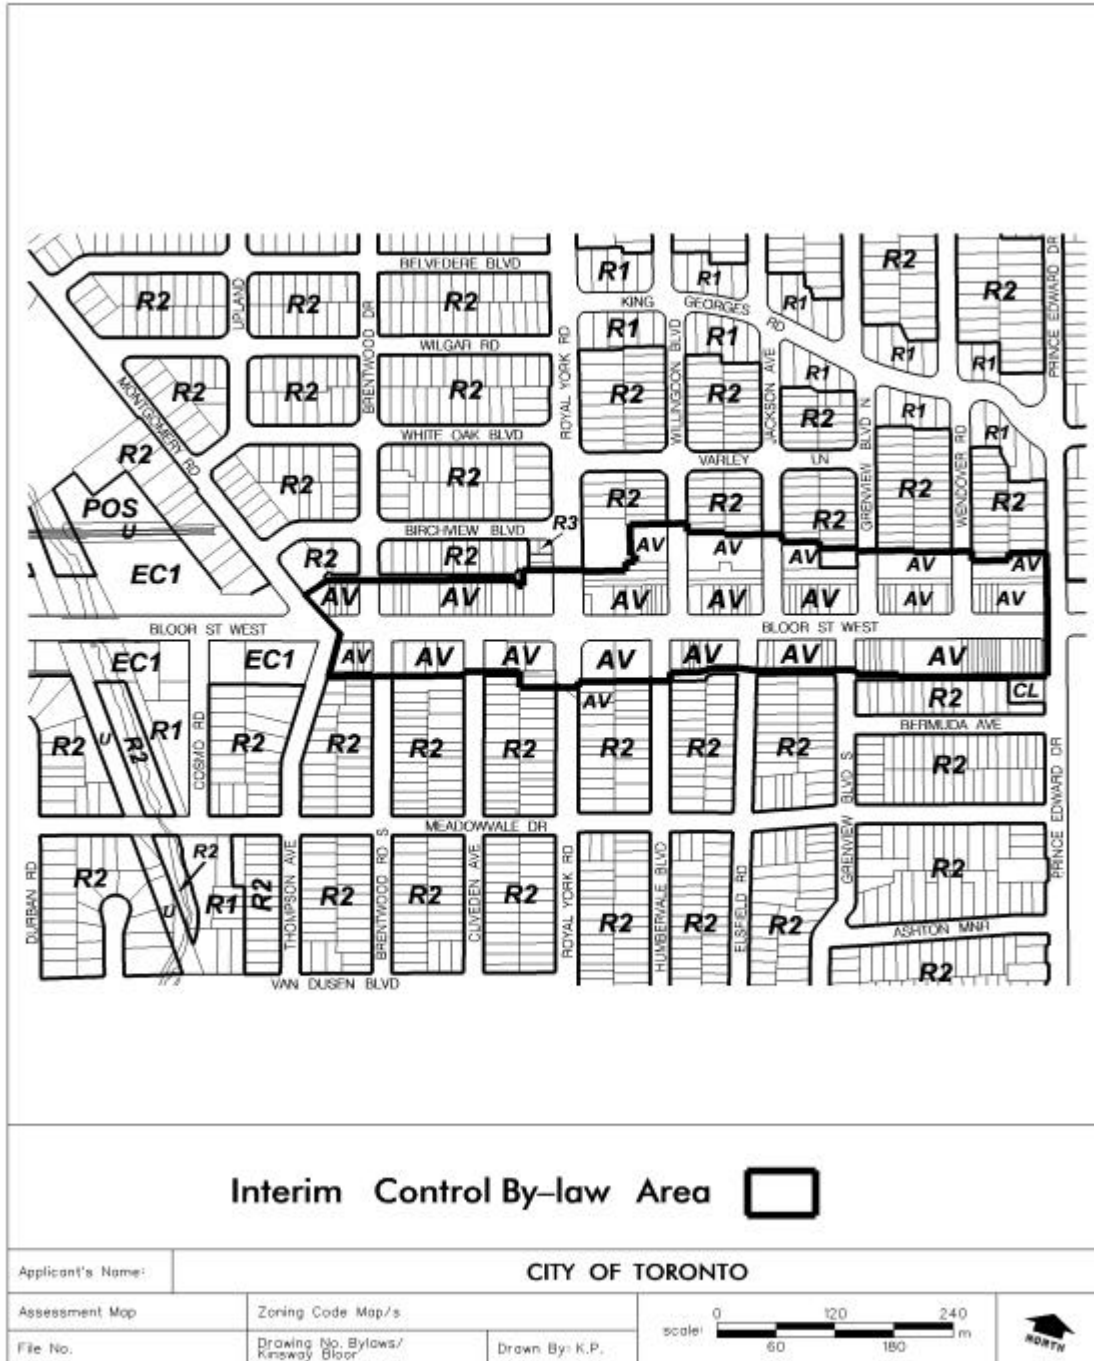 BELVEDERE BLVD
R1
R1
R2
R2
R2
R2
R2
R2
UPLAND
KING GEORGES RD
R1
BRENTWOOD DR
PRINCE EDWARD DR
R1
R1
WILGAR RD
ROYAL YORK RD
WILLINGDON BLVD
JACKSON AVE
R1
R1
R1
MONTGOMERY RD
R2
R2
R2
R2
R2
R1
R2
R1
GRENVIEW BLVD N
WENDOVER RD
WHITE OAK BLVD
R2
VARLEY LN
R2
R2
R2
R2
R2
R2
R2
R2
POS
U
BIRCHVIEW BLVD
R3
EC1
R2
R2
AV
AV
AV
AV
AV
AV
AV
AV
AV
AV
AV
AV
BLOOR ST WEST
BLOOR ST WEST
EC1
EC1
AV
AV
AV
AV
AV
AV
AV
AV
R2
CL
R1
BERMUDA AVE
R2
U
R2
COSMO RD
R2
R2
R2
R2
R2
R2
R2
R2
GRENVIEW BLVD S
PRINCE EDWARD DR
MEADOWVALE DR
R2
R2
R1
R2
U
DURBAN RD
THOMPSON AVE
R2
BRENTWOOD RD S
R2
CLIVEDEN AVE
R2
ROYAL YORK RD
R2
HUMBERVALE BLVD
R2
ELSFIELD RD
R2
R2
ASHTON MNR
R2
VAN DUSEN BLVD
Interim Control By-law Area
Applicant's Name:
CITY OF TORONTO
Assessment Map
Zoning Code Map/s
File No.
Drawing No. Bylaws/
Kinsway Bloor
Drawn By: K.P.
scale:
0 120 240
m
60 180
NORTH